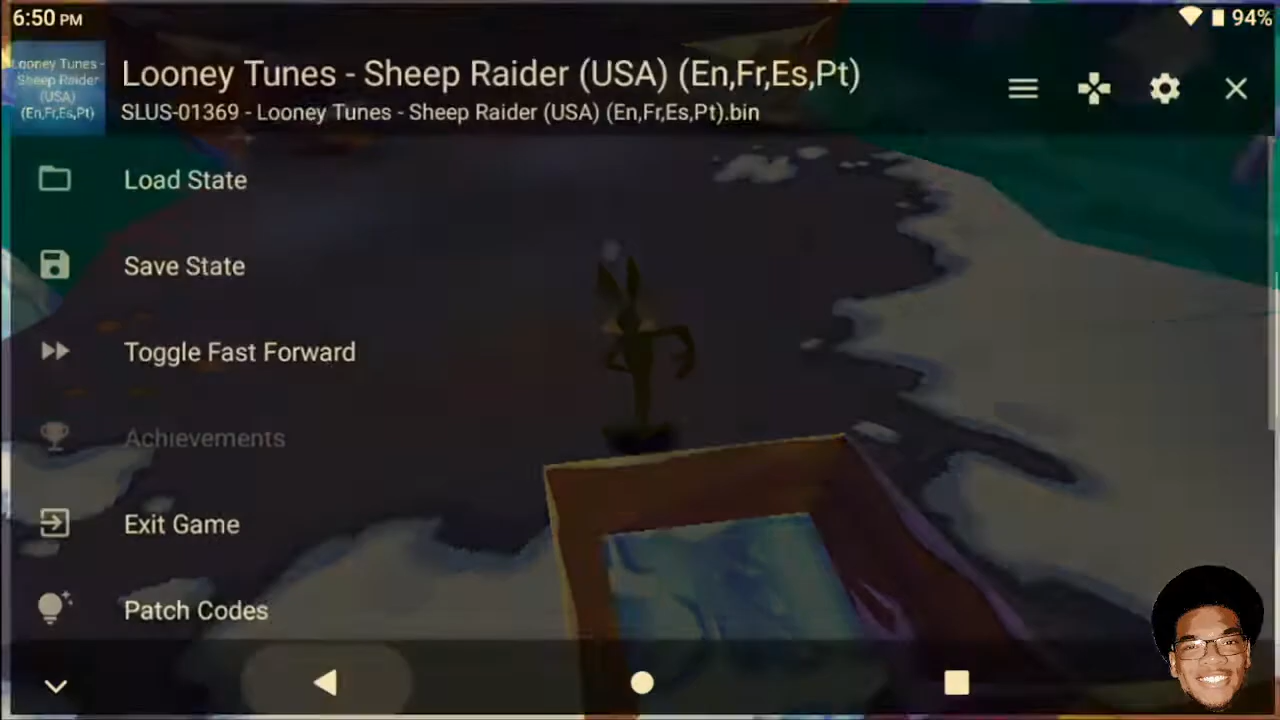 6:50 PM
94%
Looney Tunes -
Sheep Raider
(USA)
(En,Fr,Es,Pt)
Looney Tunes - Sheep Raider (USA) (En,Fr,Es,Pt)
SLUS-01369 - Looney Tunes - Sheep Raider (USA) (En,Fr,Es,Pt).bin
Load State
Save State
Toggle Fast Forward
Achievements
Exit Game
Patch Codes